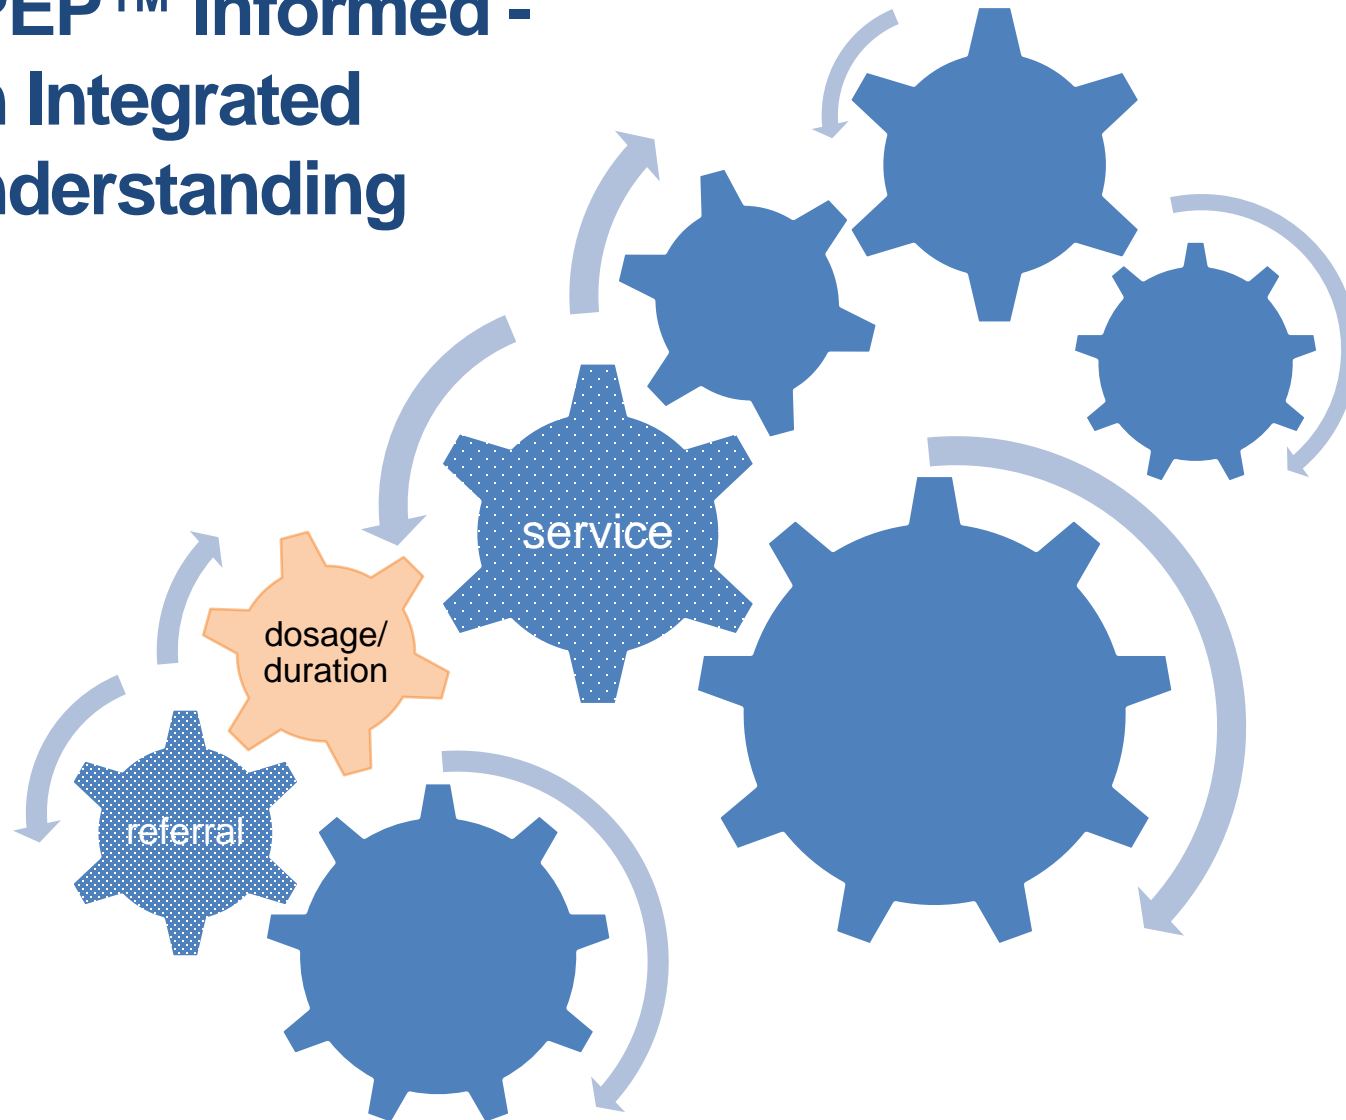 PEP™ Informed -
Integrated
nderstanding
service
dosage/
duration
referral